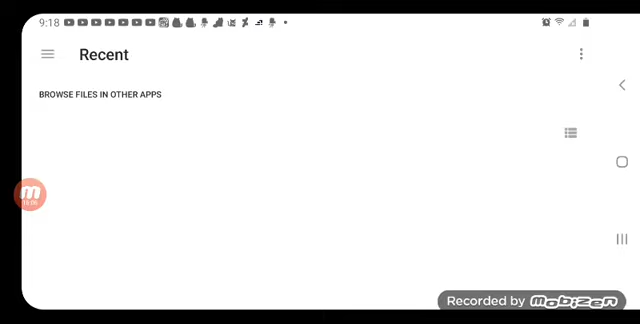 9:18
Recent
BROWSE FILES IN OTHER APPS
Recorded by MOBIZEN